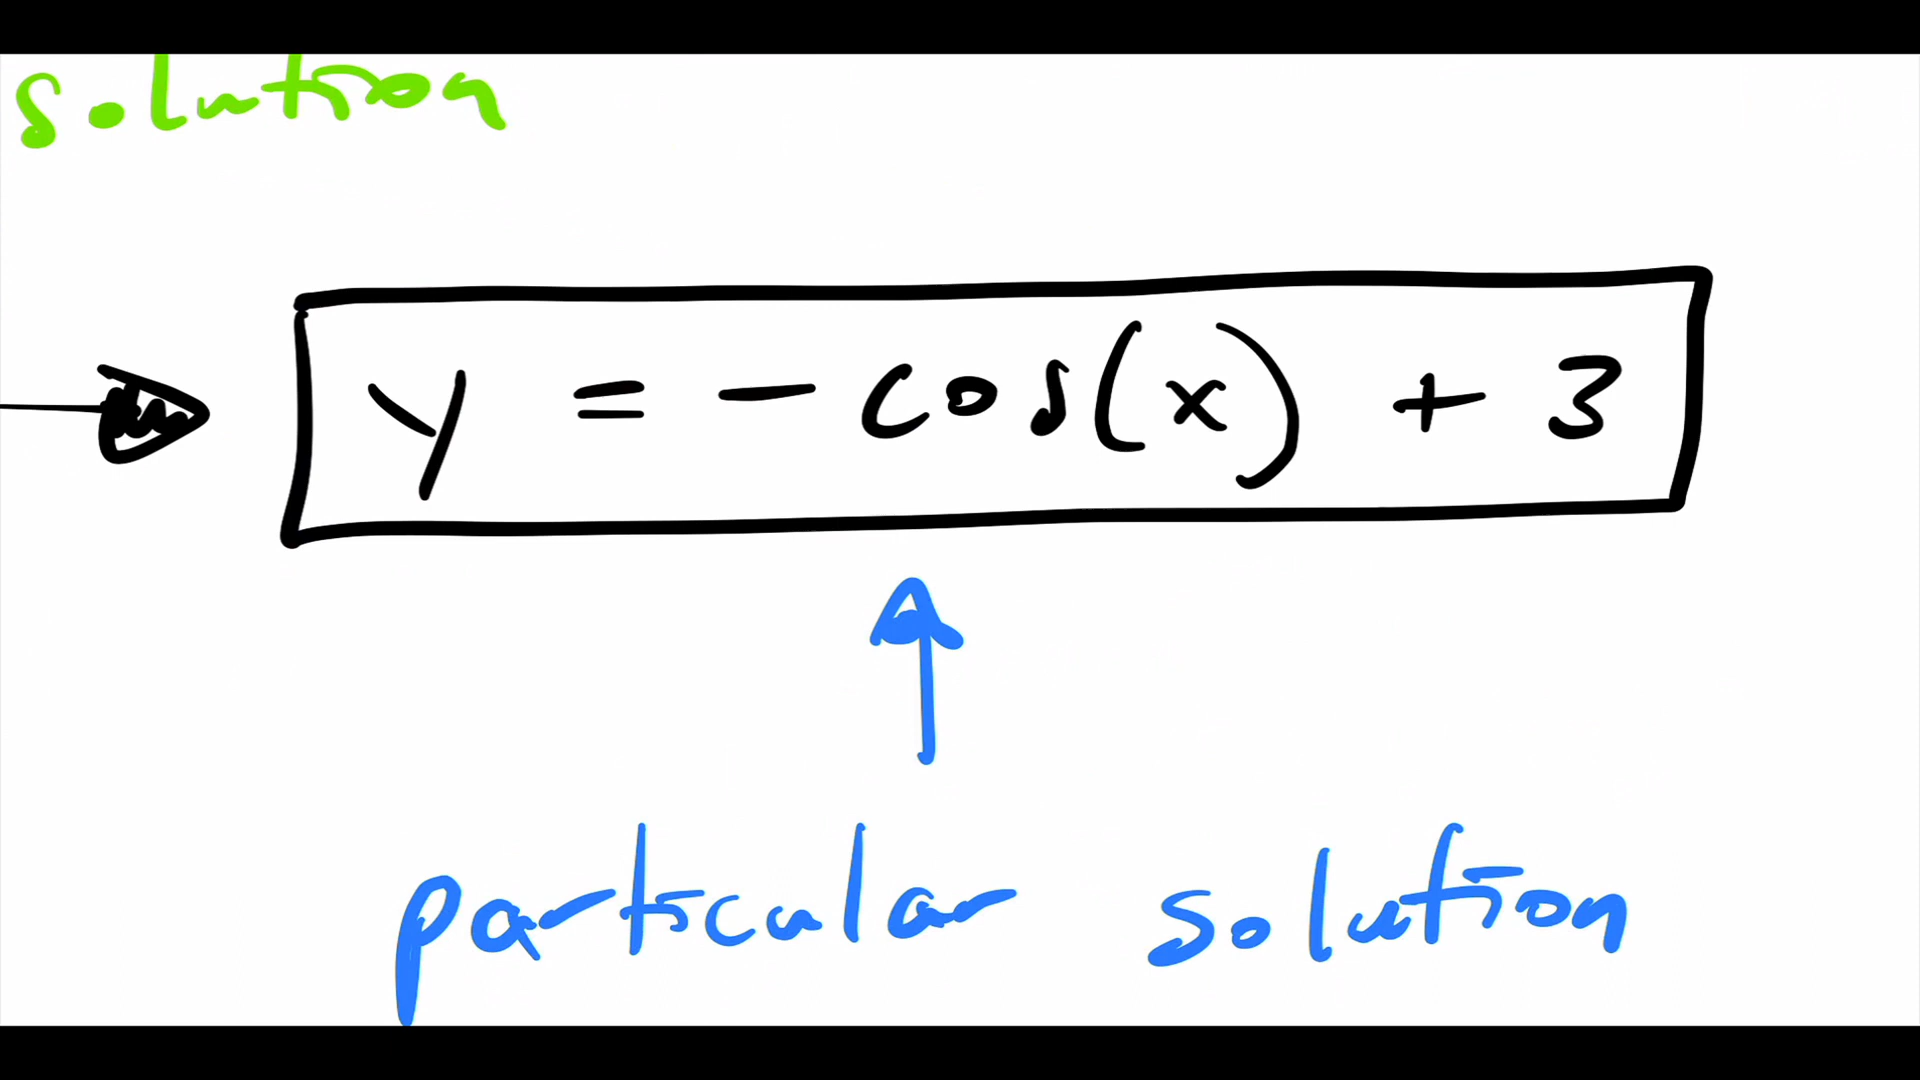 solution
y = - cos(x) + 3
particular solution